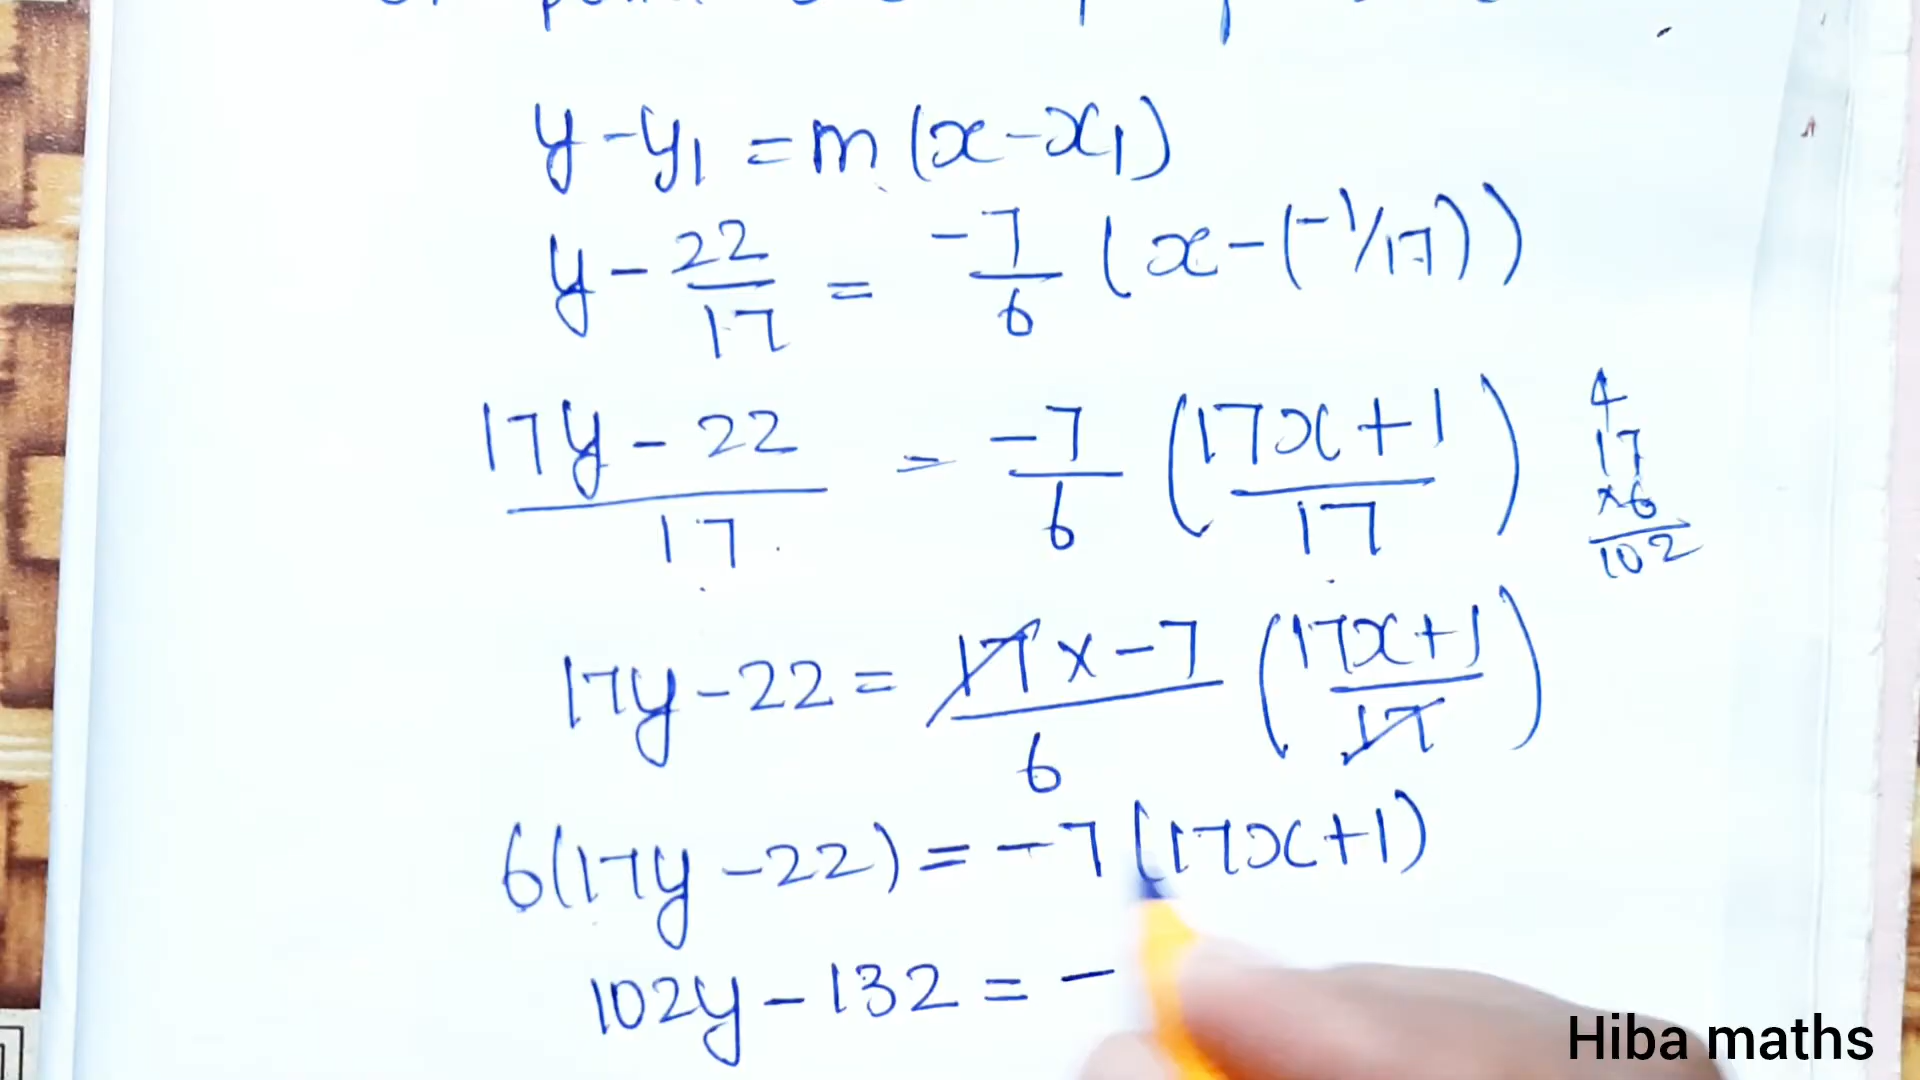 y - y₁ = m (x - x₁)
y - 22/17 = -7/6 (x - (-1/17))
(17y - 22)/17 = -7/6 ((17x + 1)/17)
4
17
×6
102
17y - 22 = (17 × -7)/6 ((17x + 1)/17)
6(17y - 22) = -7(17x + 1)
102y - 132 = -
Hiba maths